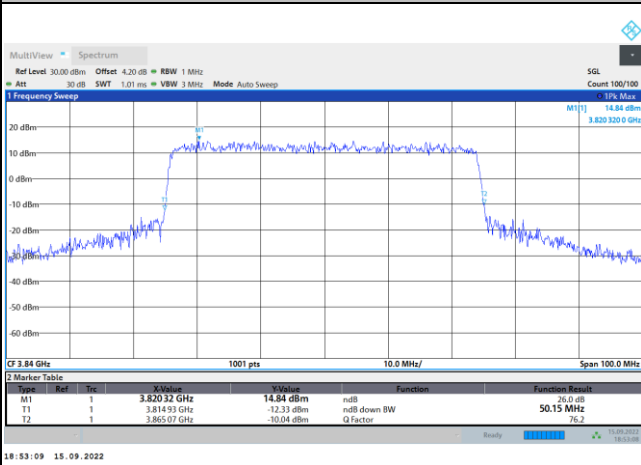 MultiView Spectrum
Ref Level 30.00 dBm Offset 4.20 dB RBW 1 MHz SGL
Att 30 dB SWT 1.01 ms VBW 3 MHz Mode Auto Sweep Count 100/100
1 Frequency Sweep 1Pk Max
M1[1] 14.84 dBm
3.820 320 0 GHz
20 dBm
M1
10 dBm
0 dBm
T1
T2
-10 dBm
-20 dBm
-30 dBm
-40 dBm
-50 dBm
-60 dBm
CF 3.84 GHz 1001 pts 10.0 MHz/ Span 100.0 MHz
2 Marker Table
Type Ref Trc X-Value Y-Value Function Function Result
M1 1 3.820 32 GHz 14.84 dBm ndB 26.0 dB
T1 1 3.814 93 GHz -12.33 dBm ndB down BW 50.15 MHz
T2 1 3.865 07 GHz -10.04 dBm Q Factor 76.2
Ready 15.09.2022
18:53:08
18:53:09 15.09.2022